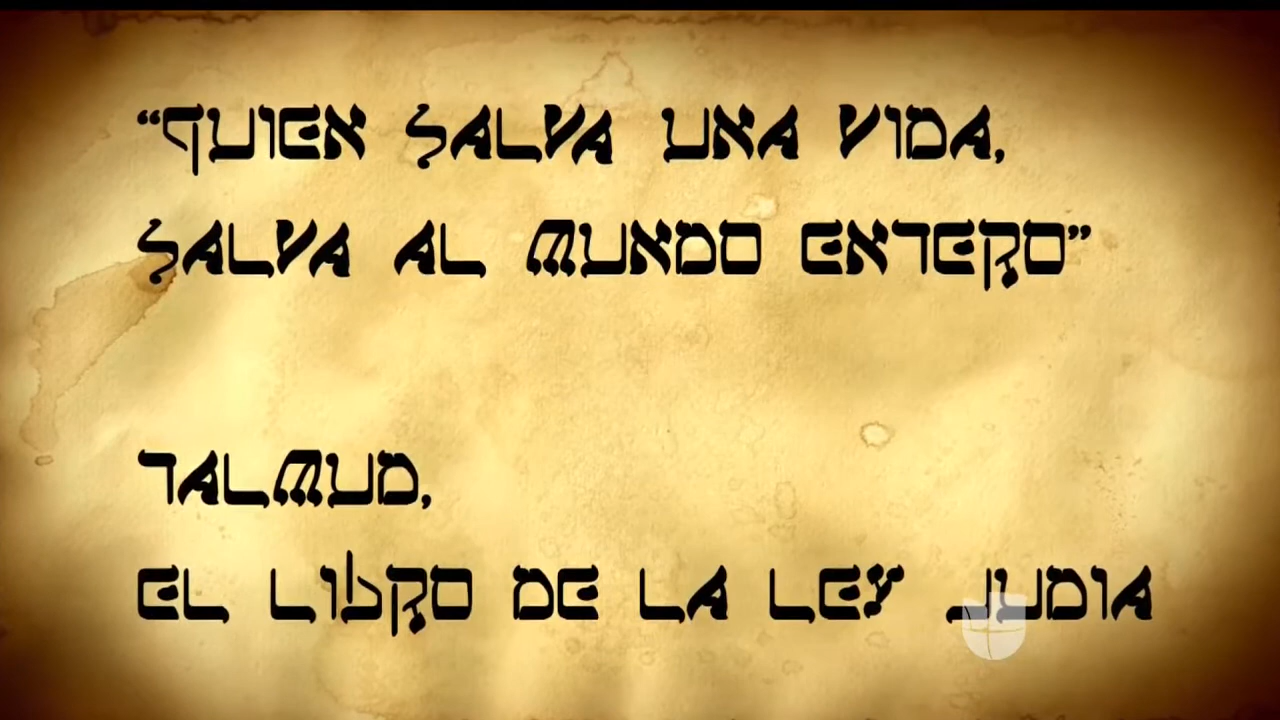 “QUIEN SALVA UNA VIDA,
SALVA AL MUNDO ENTERO”
TALMUD,
EL LIBRO DE LA LEY JUDIA